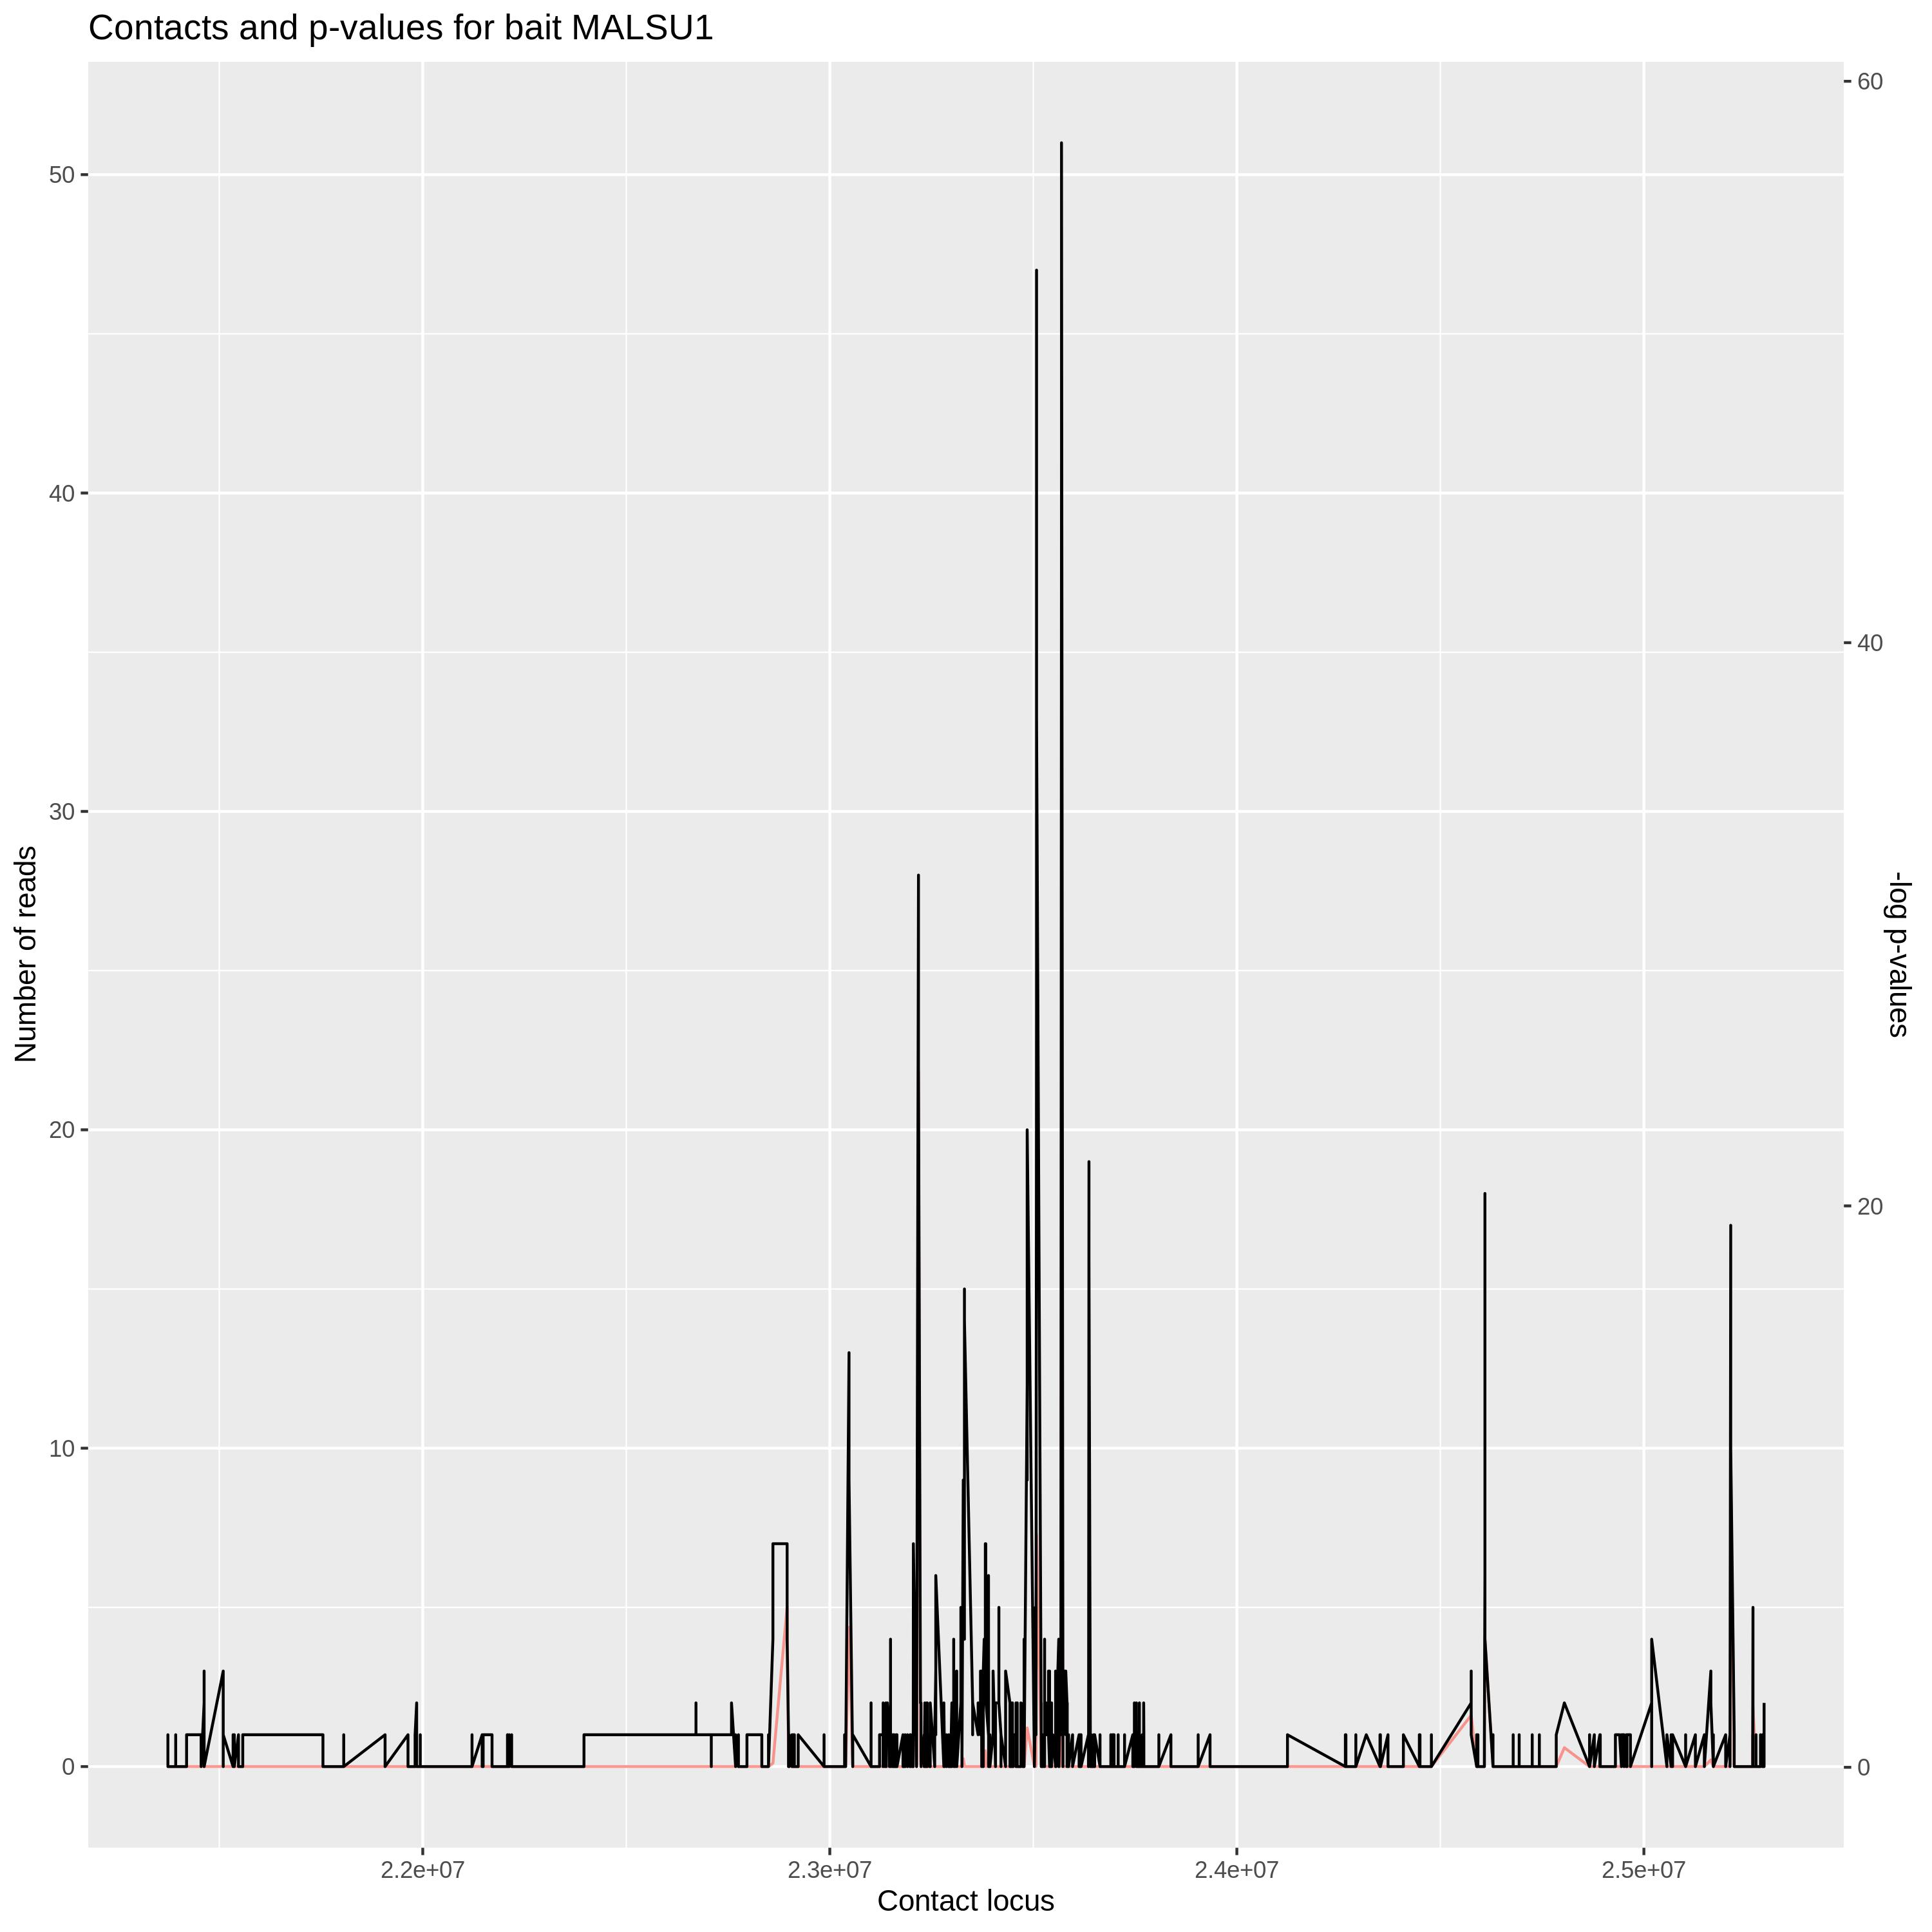 Contacts and p-values for bait MALSU1
60
50
40
40
30
20
20
10
0
0
Number of reads
-log p-values
2.2e+07
2.3e+07
2.4e+07
2.5e+07
Contact locus